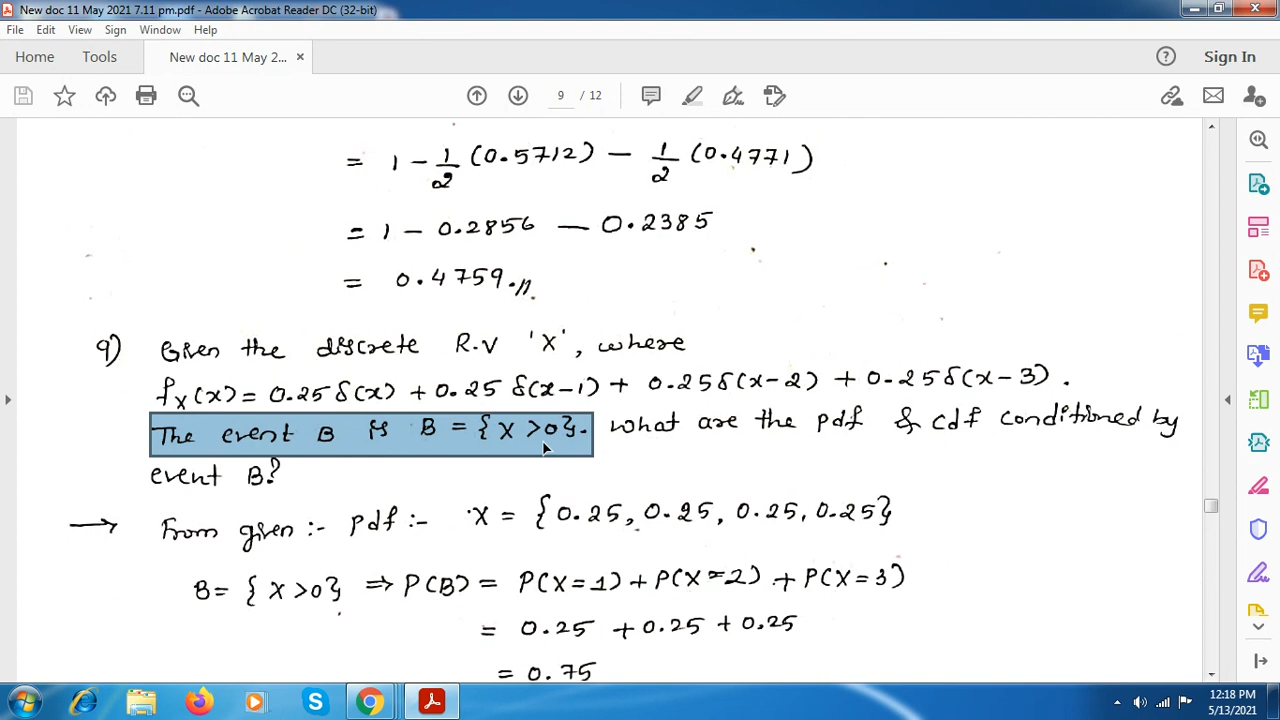 New doc 11 May 2021 7.11 pm.pdf - Adobe Acrobat Reader DC (32-bit)
File Edit View Sign Window Help
Home Tools New doc 11 May 2... × Sign In
9 / 12
= 1 - 1/2 (0.5712) - 1/2 (0.4771)
= 1 - 0.2856 - 0.2385
= 0.4759.
9) Given the discrete R.V 'X', where
fX(x) = 0.25 δ(x) + 0.25 δ(x-1) + 0.25 δ(x-2) + 0.25 δ(x-3).
The event B is B = {X>0}. what are the pdf & cdf conditioned by
event B?
→ From given :- pdf :- X = {0.25, 0.25, 0.25, 0.25}
B = {X>0} ⇒ P(B) = P(X=1) + P(X=2) + P(X=3)
= 0.25 + 0.25 + 0.25
= 0.75
12:18 PM
5/13/2021